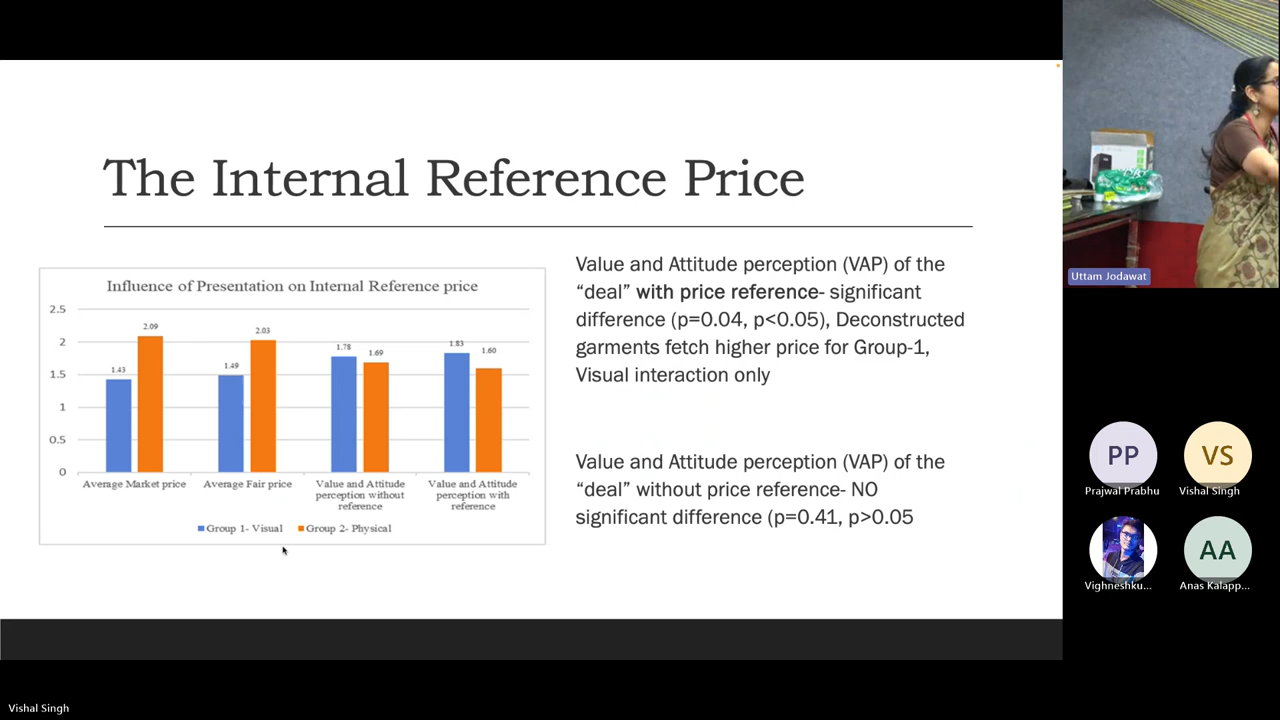 The Internal Reference Price
Influence of Presentation on Internal Reference price
2.5
2
1.5
1
0.5
0
1.43
2.09
1.49
2.03
1.78
1.69
1.83
1.60
Average Market price
Average Fair price
Value and Attitude
perception without
reference
Value and Attitude
perception with
reference
Group 1- Visual
Group 2- Physical
Value and Attitude perception (VAP) of the
“deal” with price reference- significant
difference (p=0.04, p<0.05), Deconstructed
garments fetch higher price for Group-1,
Visual interaction only
Value and Attitude perception (VAP) of the
“deal” without price reference- NO
significant difference (p=0.41, p>0.05
Uttam Jodawat
PP
Prajwal Prabhu
VS
Vishal Singh
Vighneshku...
AA
Anas Kalapp...
Vishal Singh